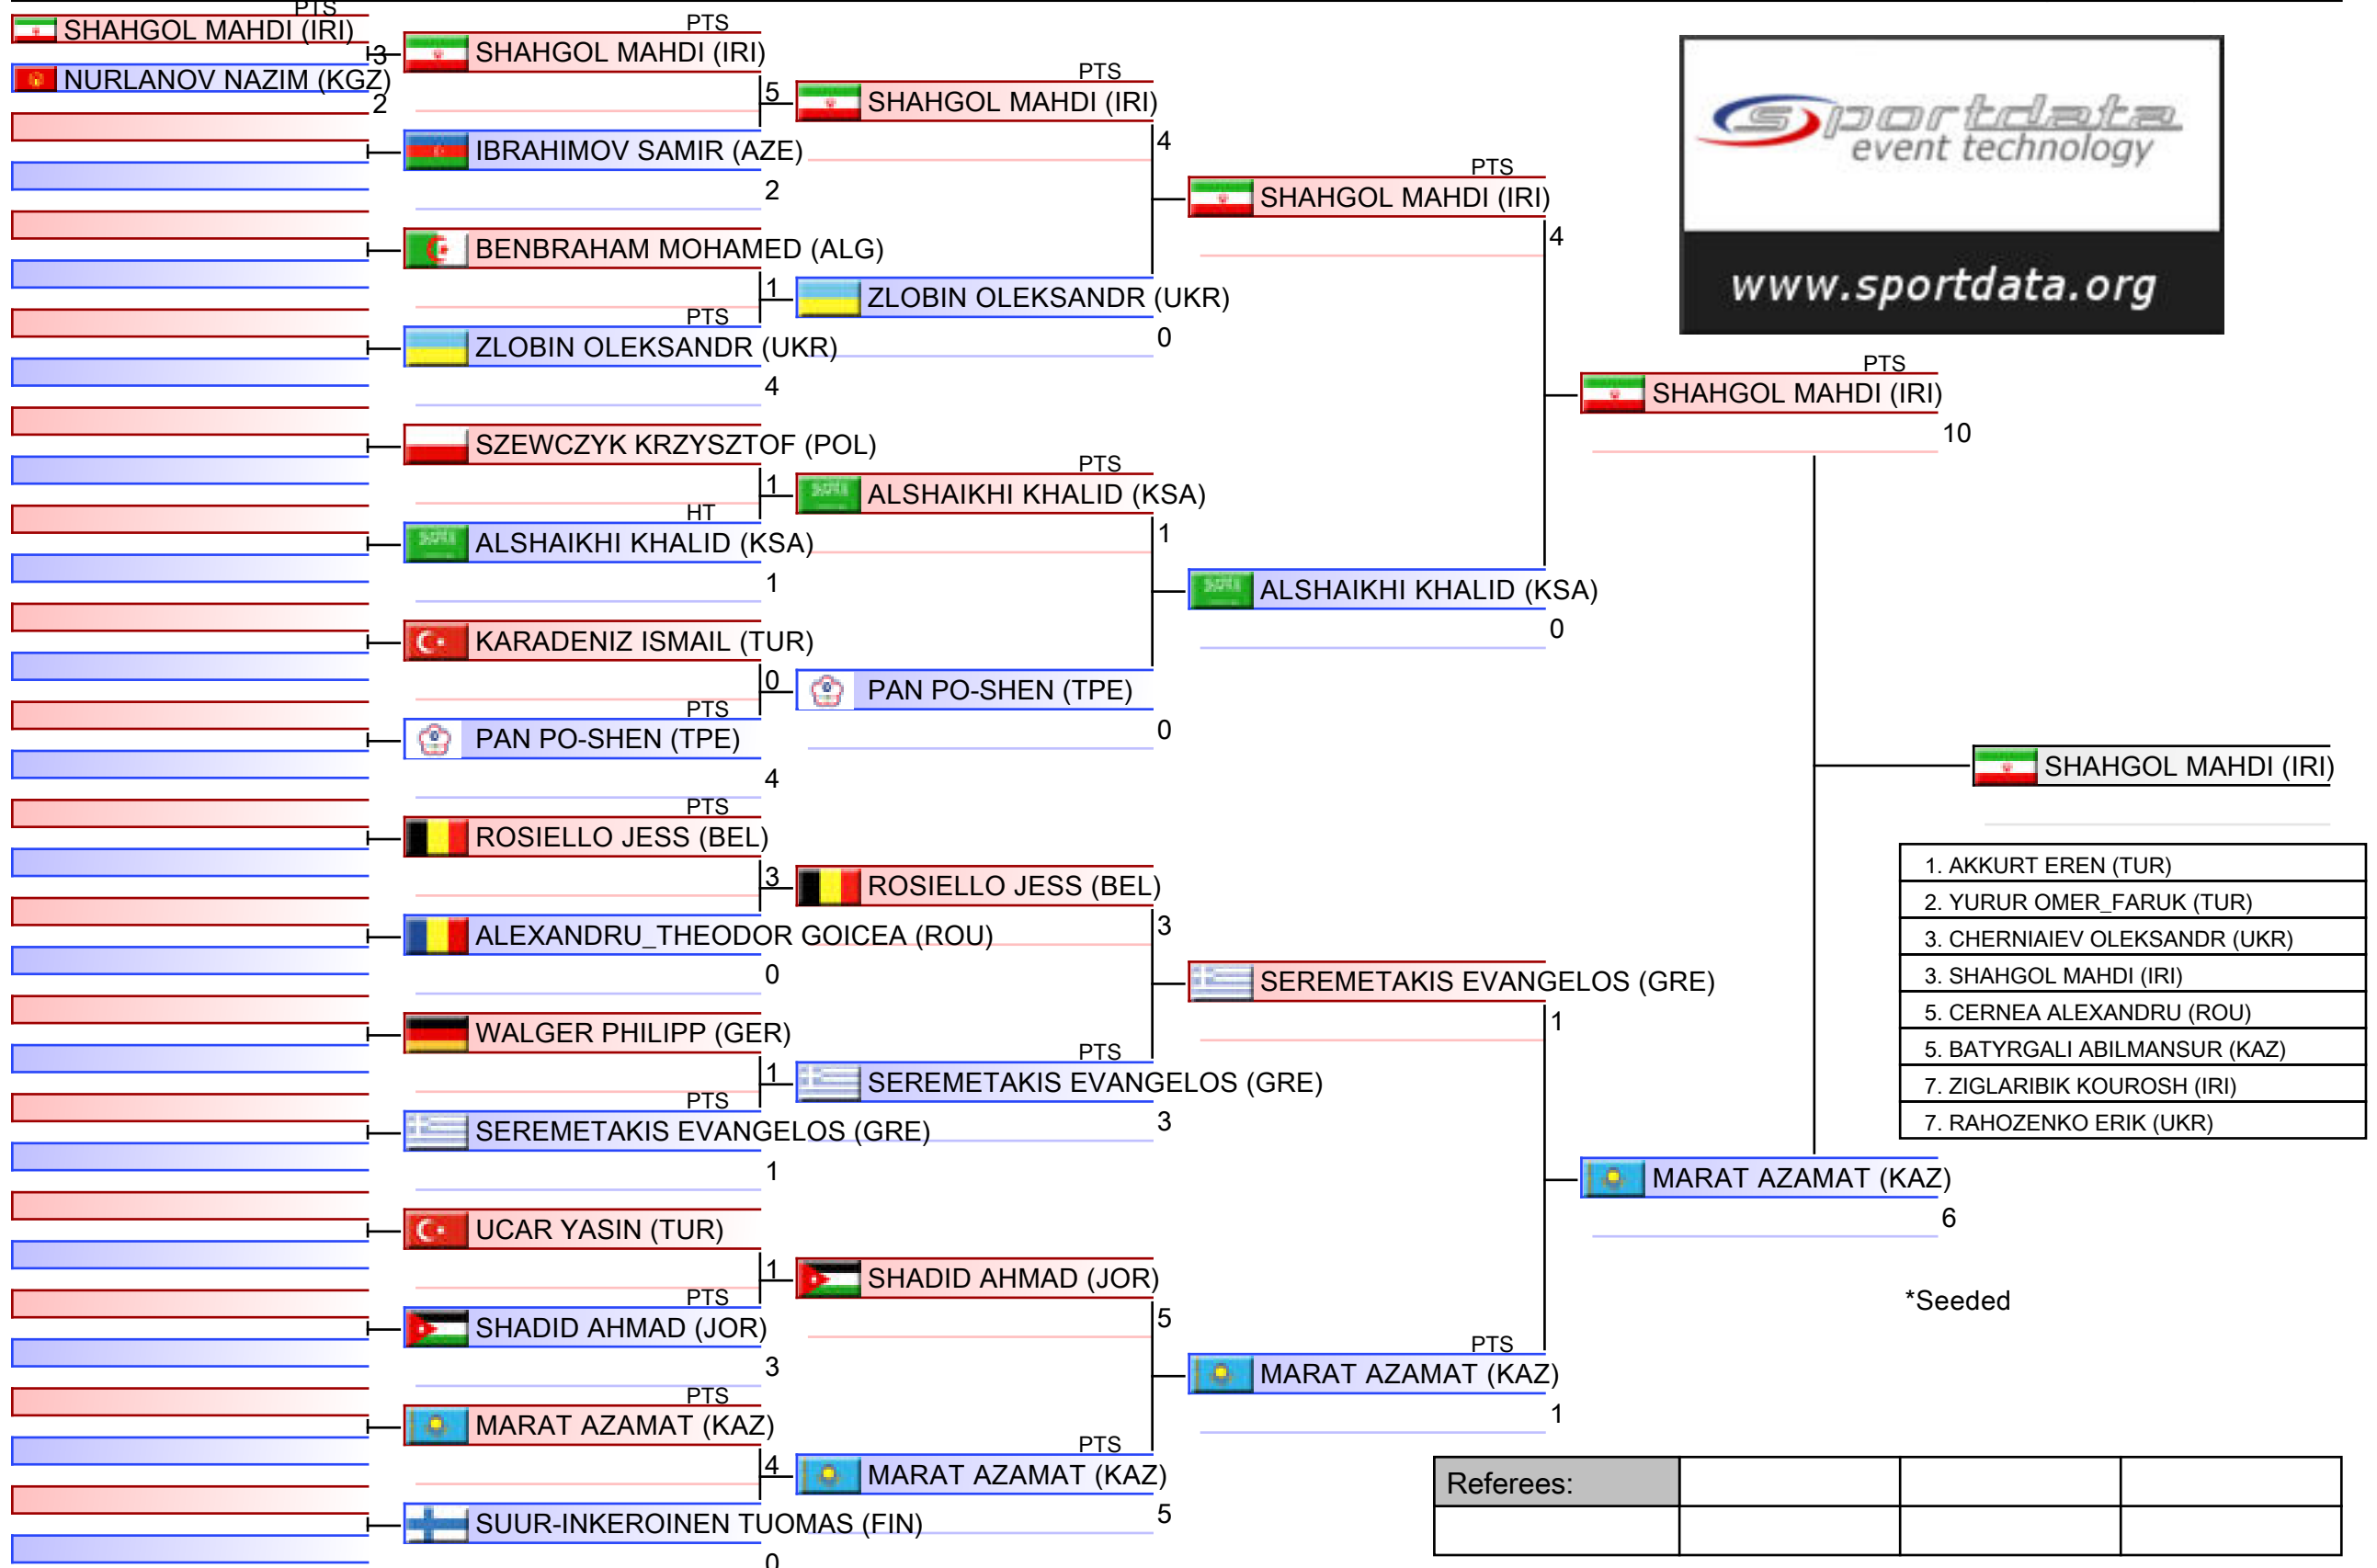 PTS
SHAHGOL MAHDI (IRI)
3
NURLANOV NAZIM (KGZ)
2
PTS
SHAHGOL MAHDI (IRI)
5
IBRAHIMOV SAMIR (AZE)
2
BENBRAHAM MOHAMED (ALG)
1
PTS
ZLOBIN OLEKSANDR (UKR)
4
SZEWCZYK KRZYSZTOF (POL)
1
HT
ALSHAIKHI KHALID (KSA)
1
KARADENIZ ISMAIL (TUR)
0
PTS
PAN PO-SHEN (TPE)
4
PTS
ROSIELLO JESS (BEL)
3
ALEXANDRU_THEODOR GOICEA (ROU)
0
WALGER PHILIPP (GER)
1
PTS
SEREMETAKIS EVANGELOS (GRE)
1
UCAR YASIN (TUR)
1
PTS
SHADID AHMAD (JOR)
3
PTS
MARAT AZAMAT (KAZ)
4
SUUR-INKEROINEN TUOMAS (FIN)
0
PTS
SHAHGOL MAHDI (IRI)
4
ZLOBIN OLEKSANDR (UKR)
0
PTS
ALSHAIKHI KHALID (KSA)
1
PAN PO-SHEN (TPE)
0
ROSIELLO JESS (BEL)
3
PTS
SEREMETAKIS EVANGELOS (GRE)
3
SHADID AHMAD (JOR)
5
PTS
MARAT AZAMAT (KAZ)
5
PTS
SHAHGOL MAHDI (IRI)
4
ALSHAIKHI KHALID (KSA)
0
SEREMETAKIS EVANGELOS (GRE)
1
PTS
MARAT AZAMAT (KAZ)
1
PTS
SHAHGOL MAHDI (IRI)
10
MARAT AZAMAT (KAZ)
6
SHAHGOL MAHDI (IRI)
sportdata
event technology
www.sportdata.org
1. AKKURT EREN (TUR)
2. YURUR OMER_FARUK (TUR)
3. CHERNIAIEV OLEKSANDR (UKR)
3. SHAHGOL MAHDI (IRI)
5. CERNEA ALEXANDRU (ROU)
5. BATYRGALI ABILMANSUR (KAZ)
7. ZIGLARIBIK KOUROSH (IRI)
7. RAHOZENKO ERIK (UKR)
*Seeded
Referees: